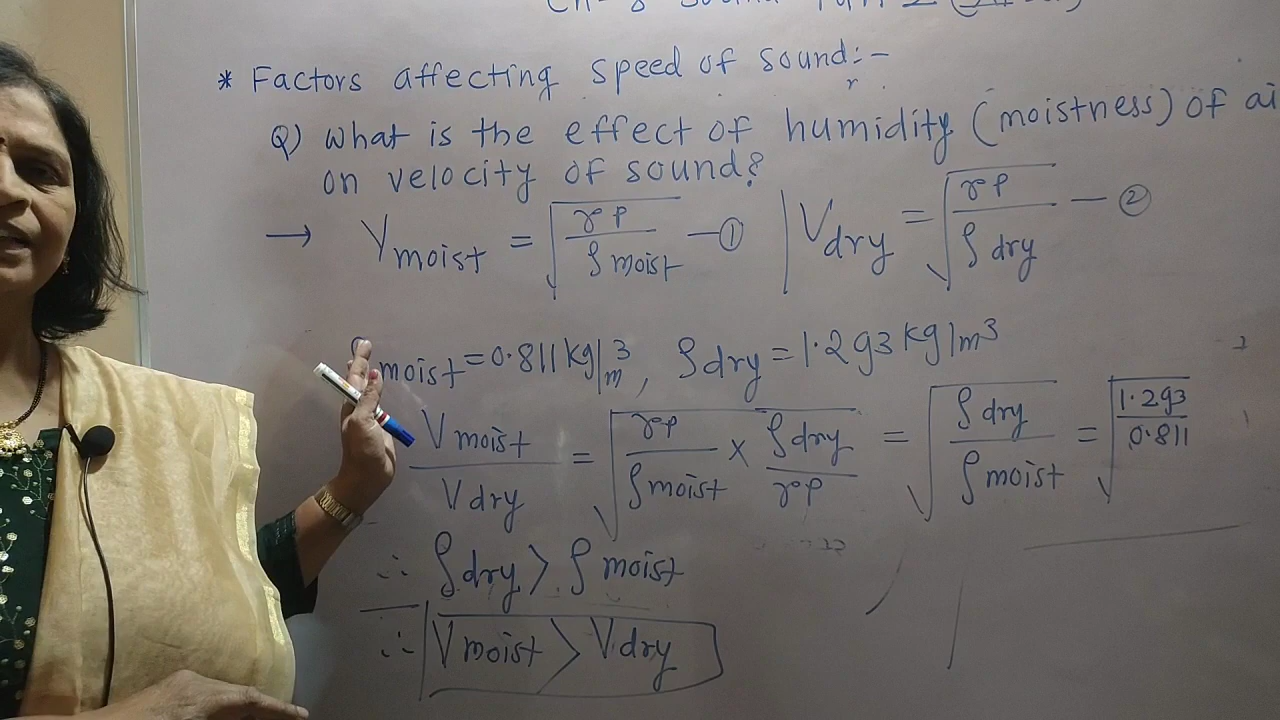 * Factors affecting speed of sound:-
Q) What is the effect of humidity (moistness) of ai
on velocity of sound?
→ Vmoist = √(γP/ρmoist) —① | Vdry = √(γP/ρdry) —②
ρmoist = 0.811 kg/m³, ρdry = 1.293 kg/m³
Vmoist/Vdry = √(γP/ρmoist × ρdry/γP) = √(ρdry/ρmoist) = √(1.293/0.811)
∴ ρdry > ρmoist
∴ Vmoist > Vdry